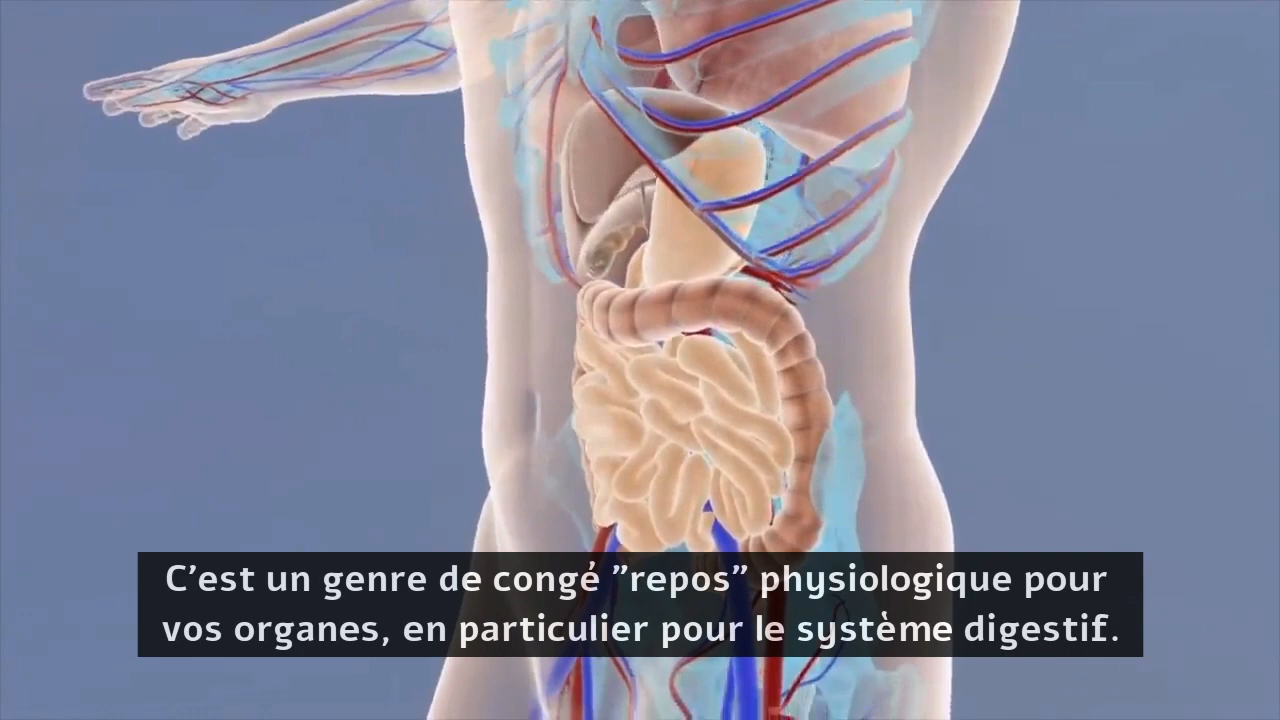 C’est un genre de congé ”repos” physiologique pour
vos organes, en particulier pour le système digestif.